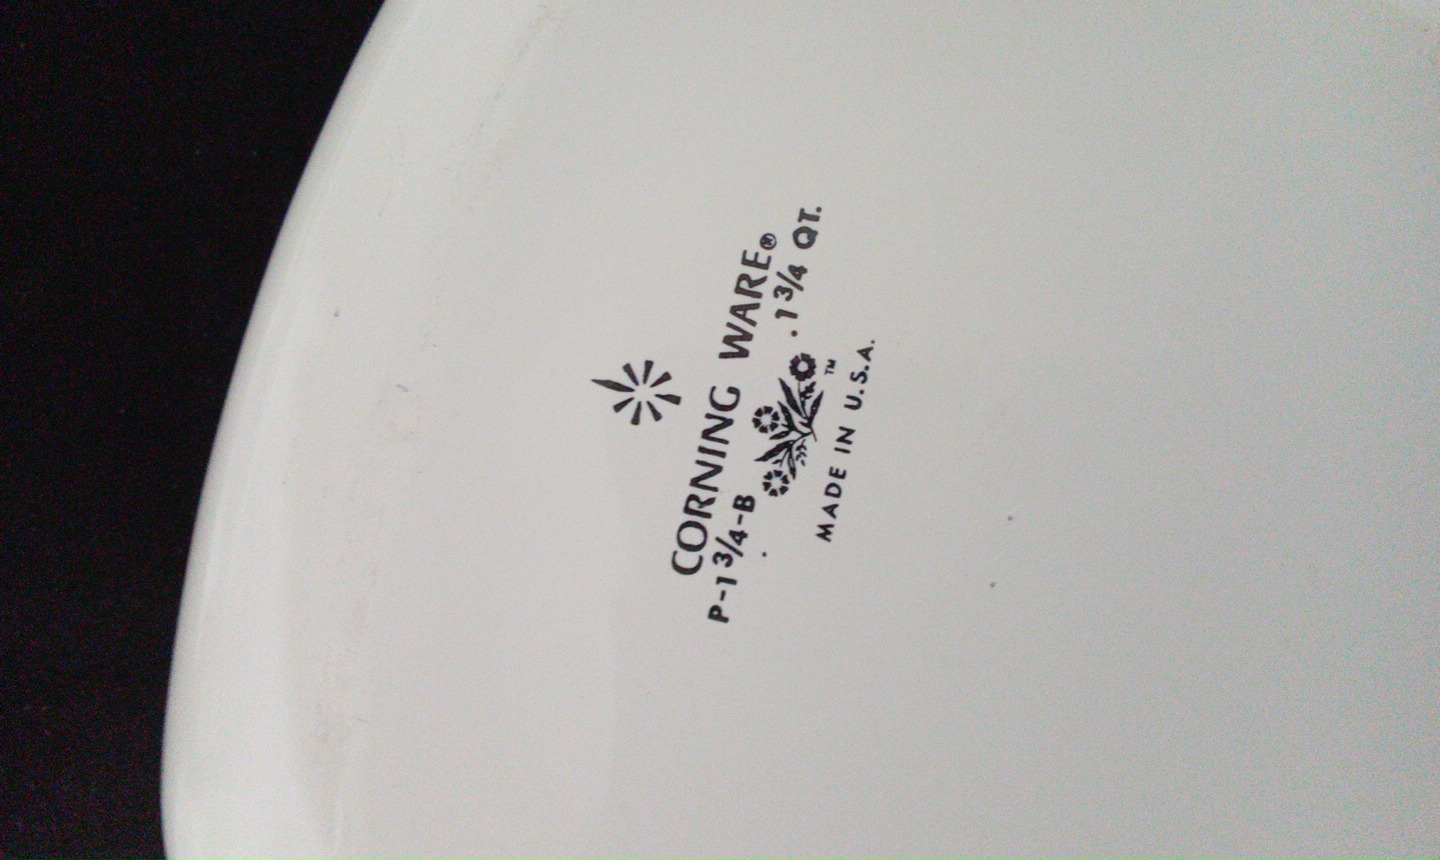 CORNING WARE®
P-1 3/4-B . 1 3/4 QT.
TM
MADE IN U.S.A.